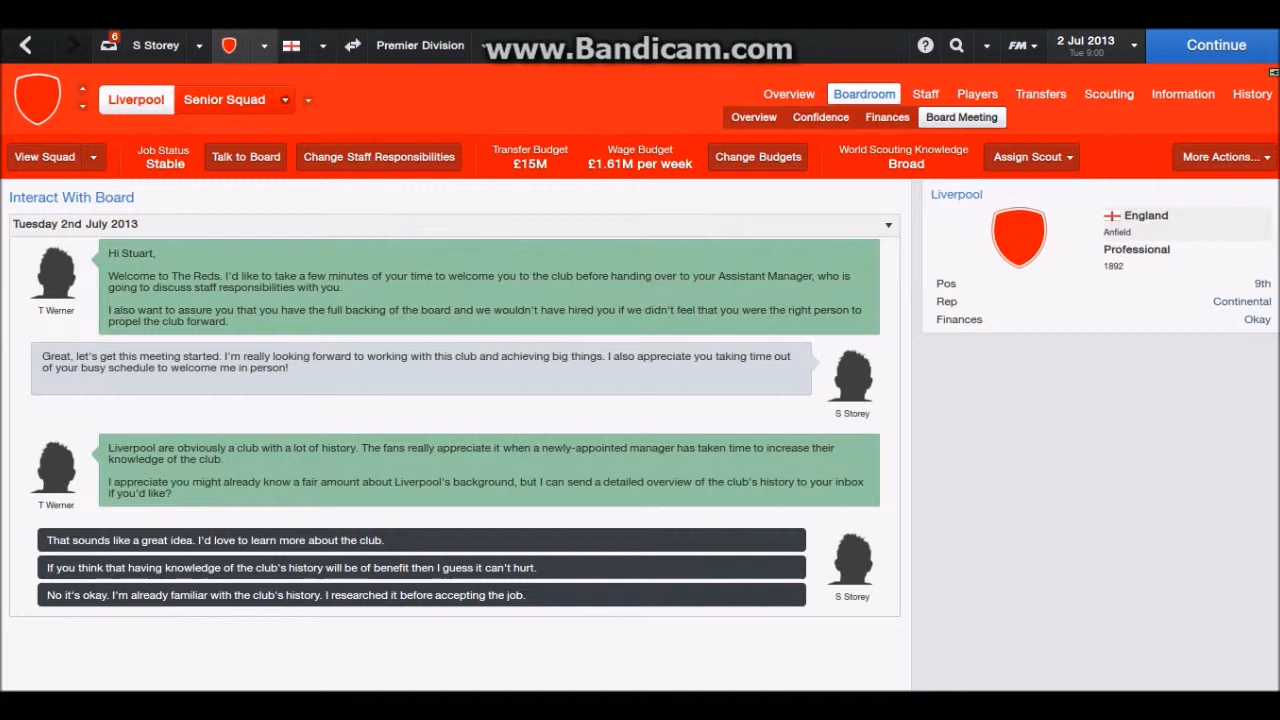 www.Bandicam.com
6
S Storey
Premier Division
FM
2 Jul 2013
Tue 9:00
Continue
Liverpool
Senior Squad
Overview
Boardroom
Staff
Players
Transfers
Scouting
Information
History
Overview
Confidence
Finances
Board Meeting
View Squad
Job Status
Stable
Talk to Board
Change Staff Responsibilities
Transfer Budget
£15M
Wage Budget
£1.61M per week
Change Budgets
World Scouting Knowledge
Broad
Assign Scout
More Actions...
Interact With Board
Tuesday 2nd July 2013
Hi Stuart,
Welcome to The Reds. I'd like to take a few minutes of your time to welcome you to the club before handing over to your Assistant Manager, who is
going to discuss staff responsibilities with you.
I also want to assure you that you have the full backing of the board and we wouldn't have hired you if we didn't feel that you were the right person to
propel the club forward.
T Werner
Great, let's get this meeting started. I'm really looking forward to working with this club and achieving big things. I also appreciate you taking time out
of your busy schedule to welcome me in person!
S Storey
Liverpool are obviously a club with a lot of history. The fans really appreciate it when a newly-appointed manager has taken time to increase their
knowledge of the club.
I appreciate you might already know a fair amount about Liverpool's background, but I can send a detailed overview of the club's history to your inbox
if you'd like?
T Werner
That sounds like a great idea. I'd love to learn more about the club.
If you think that having knowledge of the club's history will be of benefit then I guess it can't hurt.
No it's okay. I'm already familiar with the club's history. I researched it before accepting the job.
S Storey
Liverpool
England
Anfield
Professional
1892
Pos 9th
Rep Continental
Finances Okay